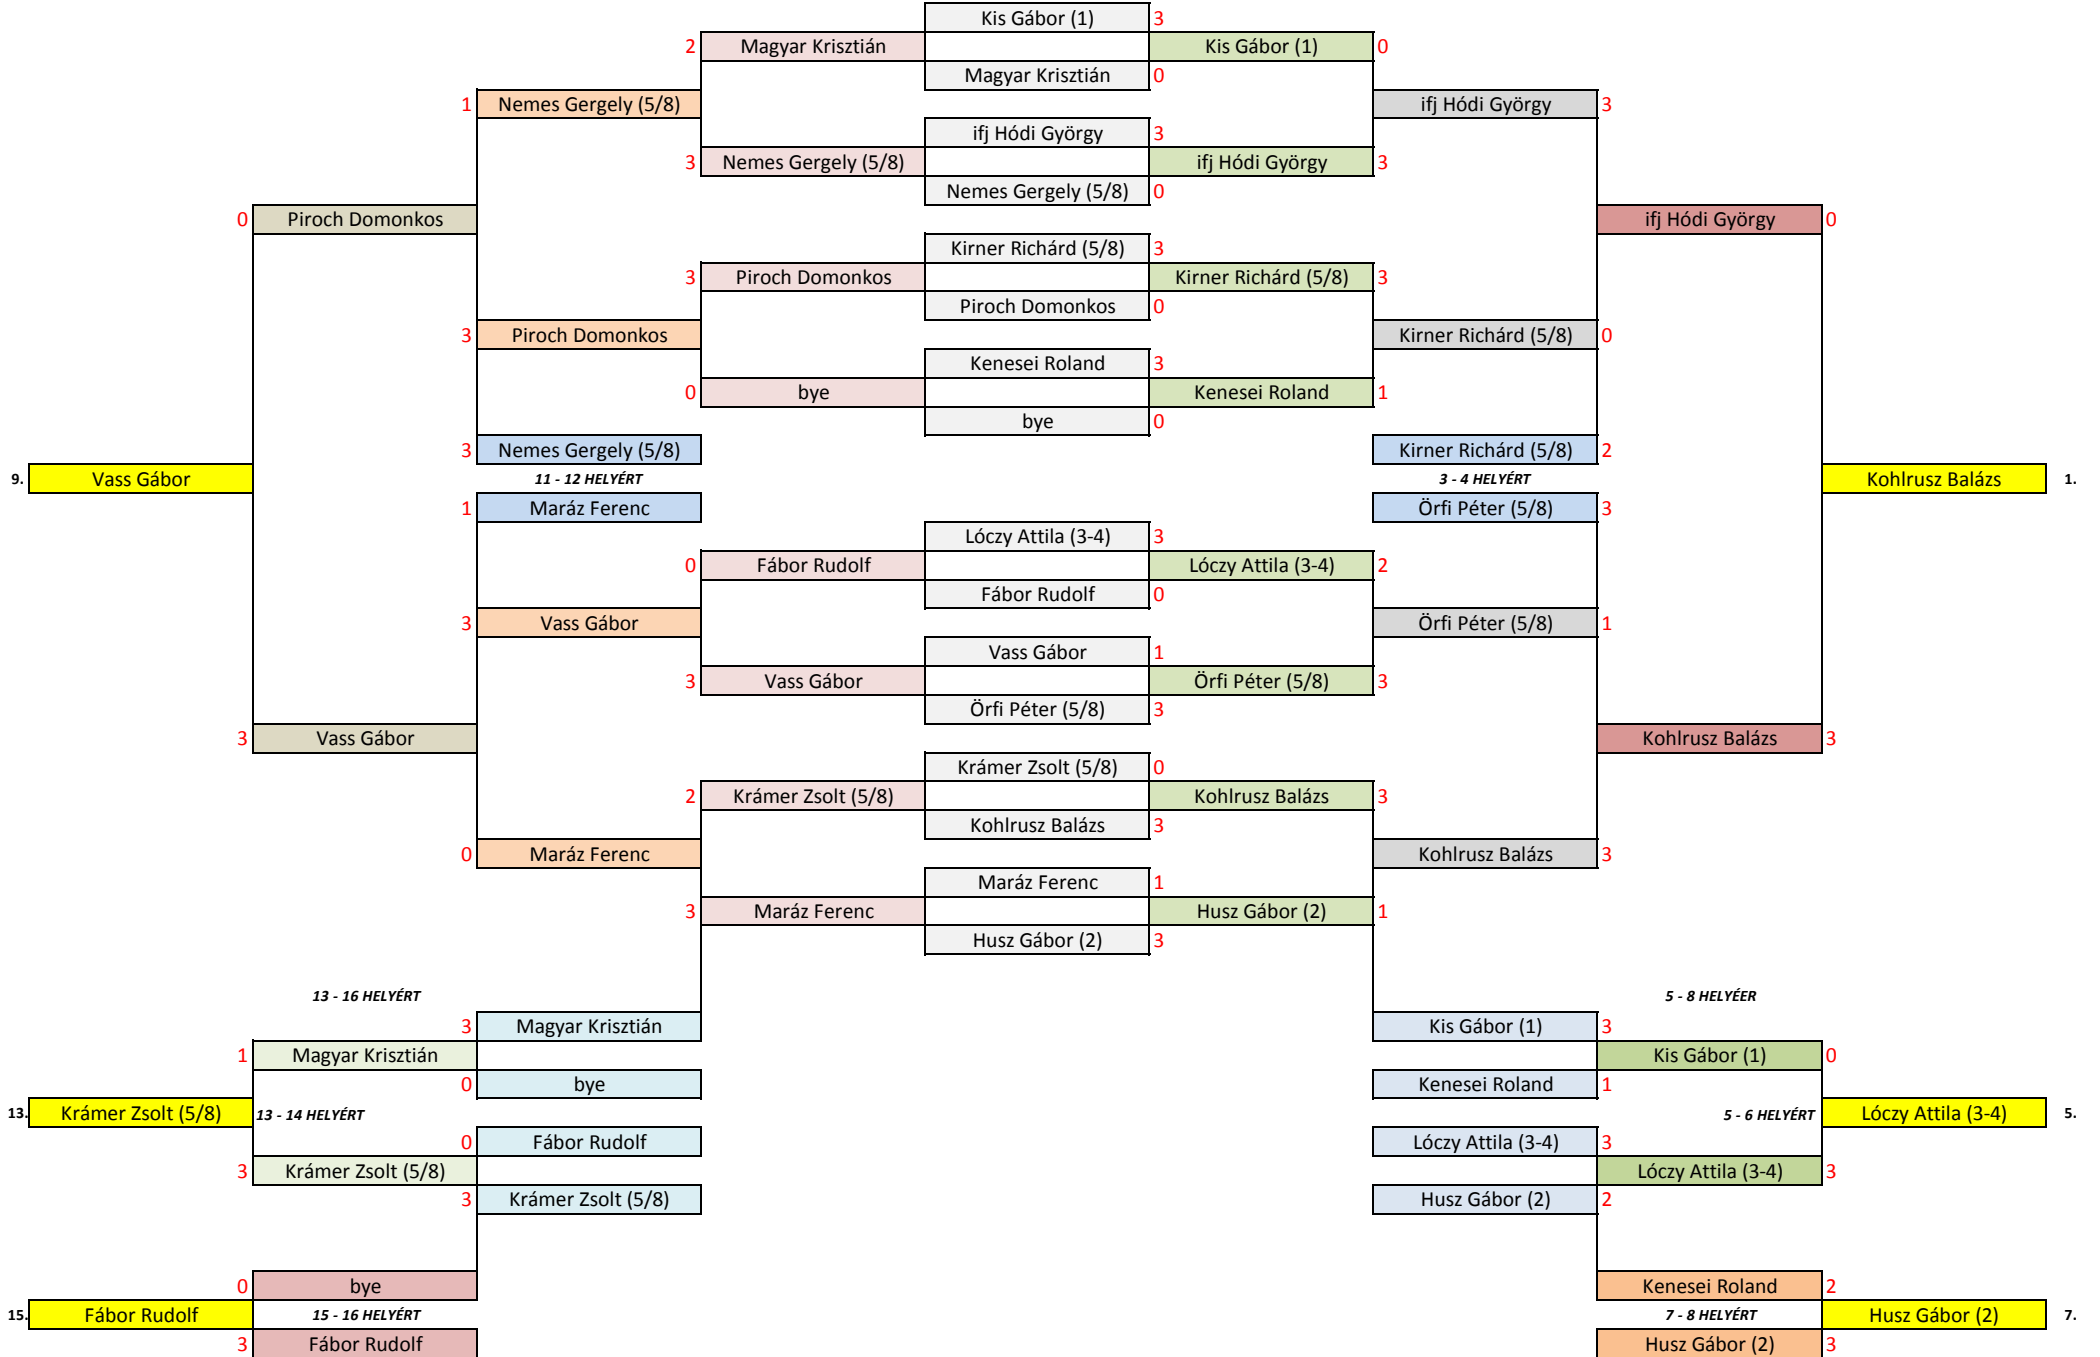 Kis Gábor (1) 3
2 Magyar Krisztián Kis Gábor (1) 0
Magyar Krisztián 0
1 Nemes Gergely (5/8) ifj Hódi György 3
ifj Hódi György 3
3 Nemes Gergely (5/8) ifj Hódi György 3
Nemes Gergely (5/8) 0
0 Piroch Domonkos ifj Hódi György 0
Kirner Richárd (5/8) 3
3 Piroch Domonkos Kirner Richárd (5/8) 3
Piroch Domonkos 0
3 Piroch Domonkos Kirner Richárd (5/8) 0
Kenesei Roland 3
0 bye Kenesei Roland 1
bye 0
3 Nemes Gergely (5/8) Kirner Richárd (5/8) 2
9. Vass Gábor 11 - 12 HELYÉRT 3 - 4 HELYÉRT Kohlrusz Balázs 1.
1 Maráz Ferenc Örfi Péter (5/8) 3
Lóczy Attila (3-4) 3
0 Fábor Rudolf Lóczy Attila (3-4) 2
Fábor Rudolf 0
3 Vass Gábor Örfi Péter (5/8) 1
Vass Gábor 1
3 Vass Gábor Örfi Péter (5/8) 3
Örfi Péter (5/8) 3
3 Vass Gábor Kohlrusz Balázs 3
Krámer Zsolt (5/8) 0
2 Krámer Zsolt (5/8) Kohlrusz Balázs 3
Kohlrusz Balázs 3
0 Maráz Ferenc Kohlrusz Balázs 3
Maráz Ferenc 1
3 Maráz Ferenc Husz Gábor (2) 1
Husz Gábor (2) 3
13 - 16 HELYÉRT 5 - 8 HELYÉER
3 Magyar Krisztián Kis Gábor (1) 3
1 Magyar Krisztián Kis Gábor (1) 0
0 bye Kenesei Roland 1
13. Krámer Zsolt (5/8) 13 - 14 HELYÉRT 5 - 6 HELYÉRT Lóczy Attila (3-4) 5.
0 Fábor Rudolf Lóczy Attila (3-4) 3
3 Krámer Zsolt (5/8) Lóczy Attila (3-4) 3
3 Krámer Zsolt (5/8) Husz Gábor (2) 2
0 bye Kenesei Roland 2
15. Fábor Rudolf 15 - 16 HELYÉRT 7 - 8 HELYÉRT Husz Gábor (2) 7.
3 Fábor Rudolf Husz Gábor (2) 3